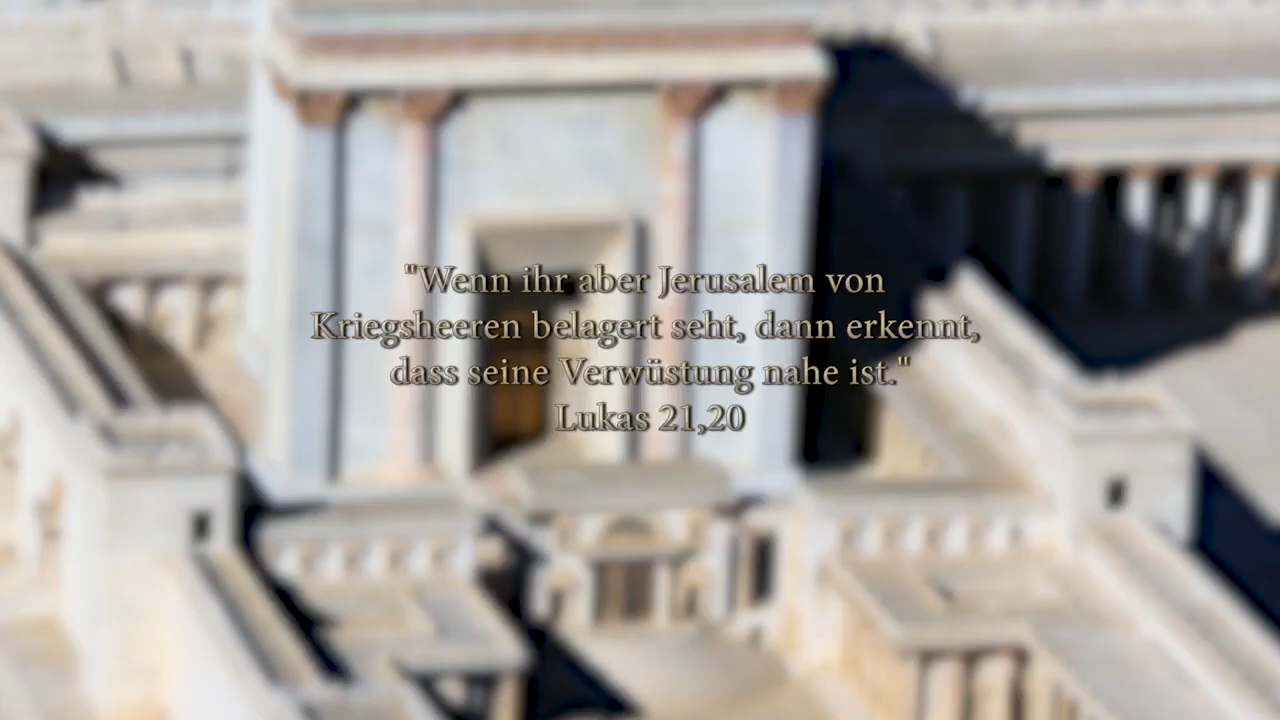 "Wenn ihr aber Jerusalem von
Kriegsheeren belagert seht, dann erkennt,
dass seine Verwüstung nahe ist."
Lukas 21,20